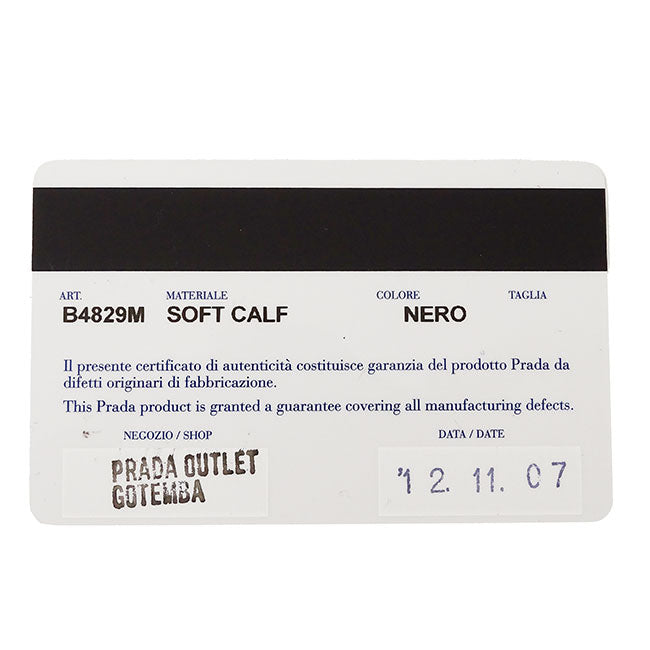 ART. MATERIALE COLORE TAGLIA
B4829M SOFT CALF NERO
Il presente certificato di autenticità costituisce garanzia del prodotto Prada da
difetti originari di fabbricazione.
This Prada product is granted a guarantee covering all manufacturing defects.
NEGOZIO / SHOP DATA / DATE
PRADA OUTLET
GOTEMBA
'12. 11. 07